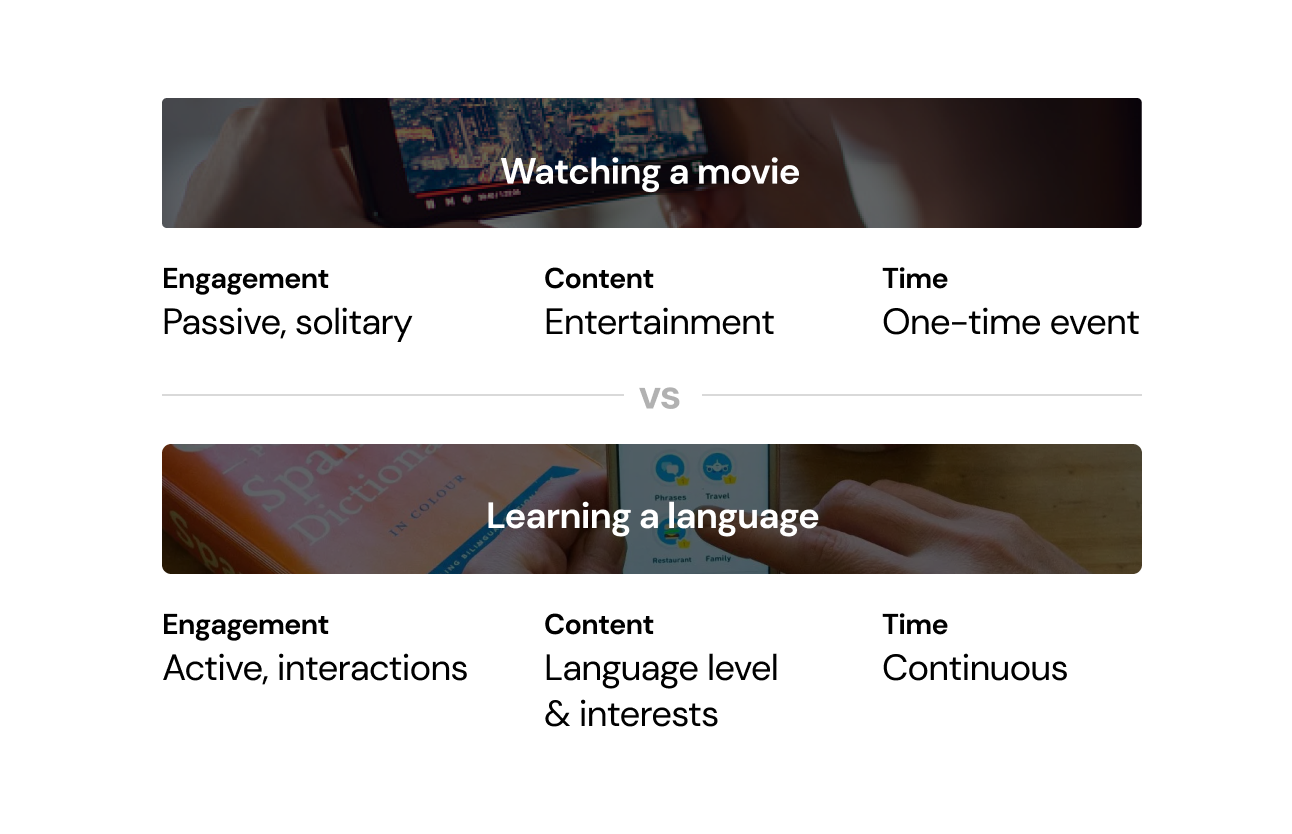 Watching a movie
Engagement
Passive, solitary
Content
Entertainment
Time
One-time event
VS
Spa
Dictiona
IN COLOUR
Spa
Phrases
Travel
Restaurant
Family
Learning a language
Engagement
Active, interactions
Content
Language level
& interests
Time
Continuous